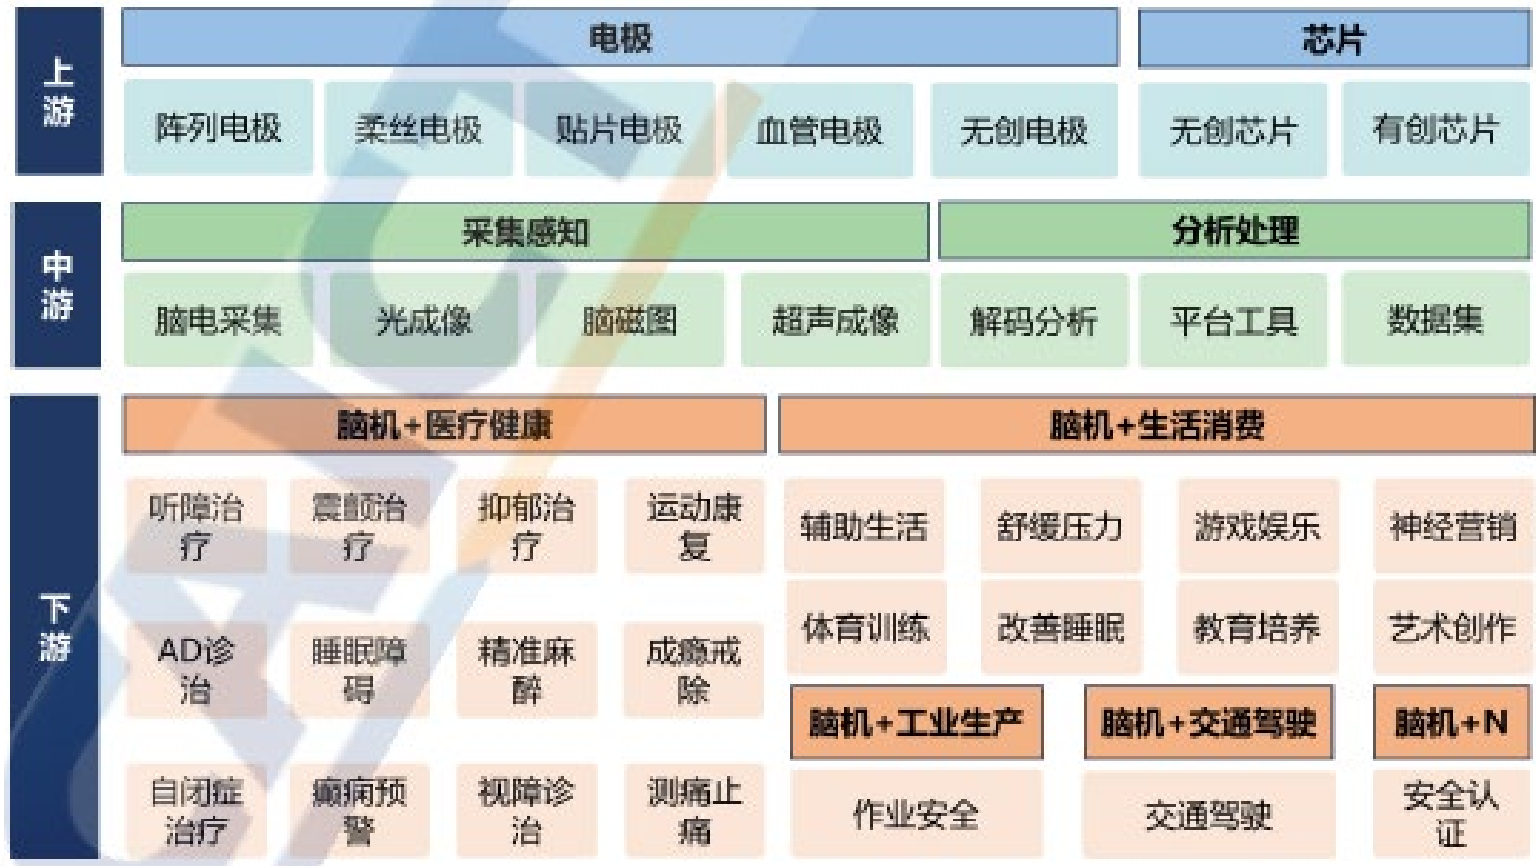 上游
电极
芯片
阵列电极
柔丝电极
贴片电极
血管电极
无创电极
无创芯片
有创芯片
中游
采集感知
分析处理
脑电采集
光成像
脑磁图
超声成像
解码分析
平台工具
数据集
下游
脑机+医疗健康
脑机+生活消费
听障治
疗
震颤治
疗
抑郁治
疗
运动康
复
辅助生活
舒缓压力
游戏娱乐
神经营销
体育训练
改善睡眠
教育培养
艺术创作
AD诊
治
睡眠障
碍
精准麻
醉
成瘾戒
除
脑机+工业生产
脑机+交通驾驶
脑机+N
自闭症
治疗
癫痫预
警
视障诊
治
测痛止
痛
作业安全
交通驾驶
安全认
证
CAICT